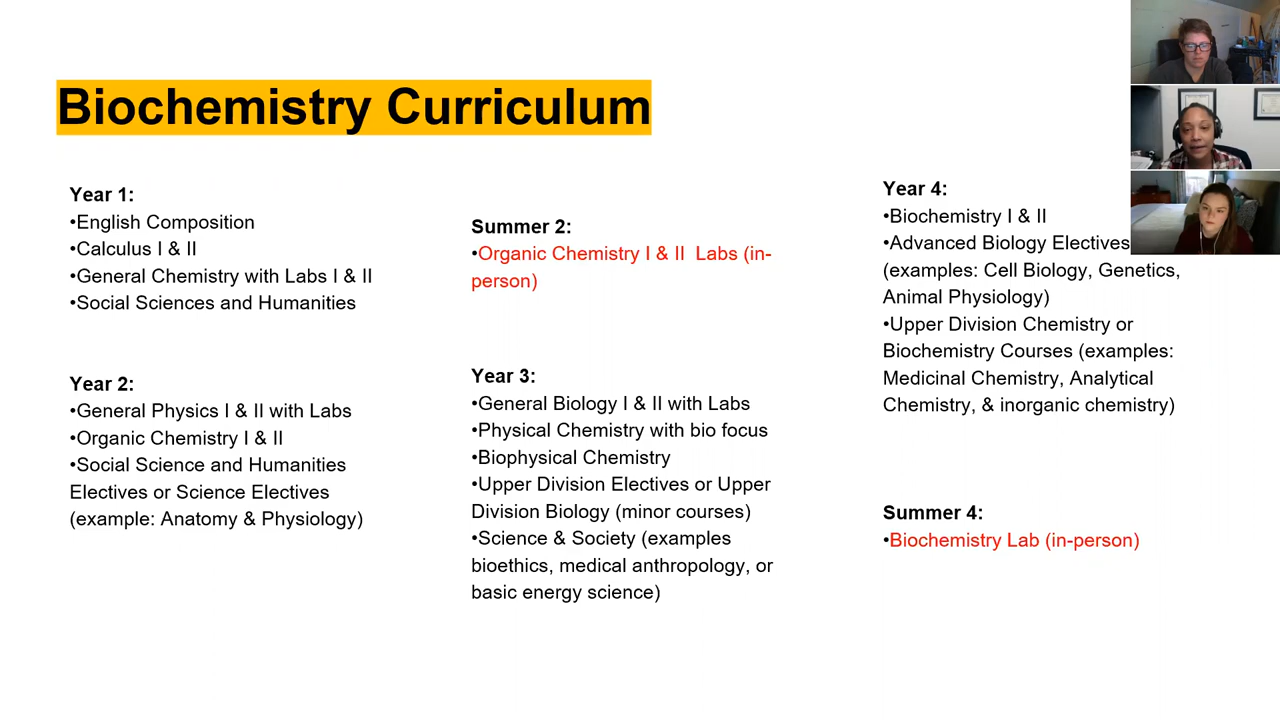 Biochemistry Curriculum
Year 1:
•English Composition
•Calculus I & II
•General Chemistry with Labs I & II
•Social Sciences and Humanities
Year 2:
•General Physics I & II with Labs
•Organic Chemistry I & II
•Social Science and Humanities
Electives or Science Electives
(example: Anatomy & Physiology)
Summer 2:
•Organic Chemistry I & II  Labs (in-
person)
Year 3:
•General Biology I & II with Labs
•Physical Chemistry with bio focus
•Biophysical Chemistry
•Upper Division Electives or Upper
Division Biology (minor courses)
•Science & Society (examples
bioethics, medical anthropology, or
basic energy science)
Year 4:
•Biochemistry I & II
•Advanced Biology Electives
(examples: Cell Biology, Genetics,
Animal Physiology)
•Upper Division Chemistry or
Biochemistry Courses (examples:
Medicinal Chemistry, Analytical
Chemistry, & inorganic chemistry)
Summer 4:
•Biochemistry Lab (in-person)